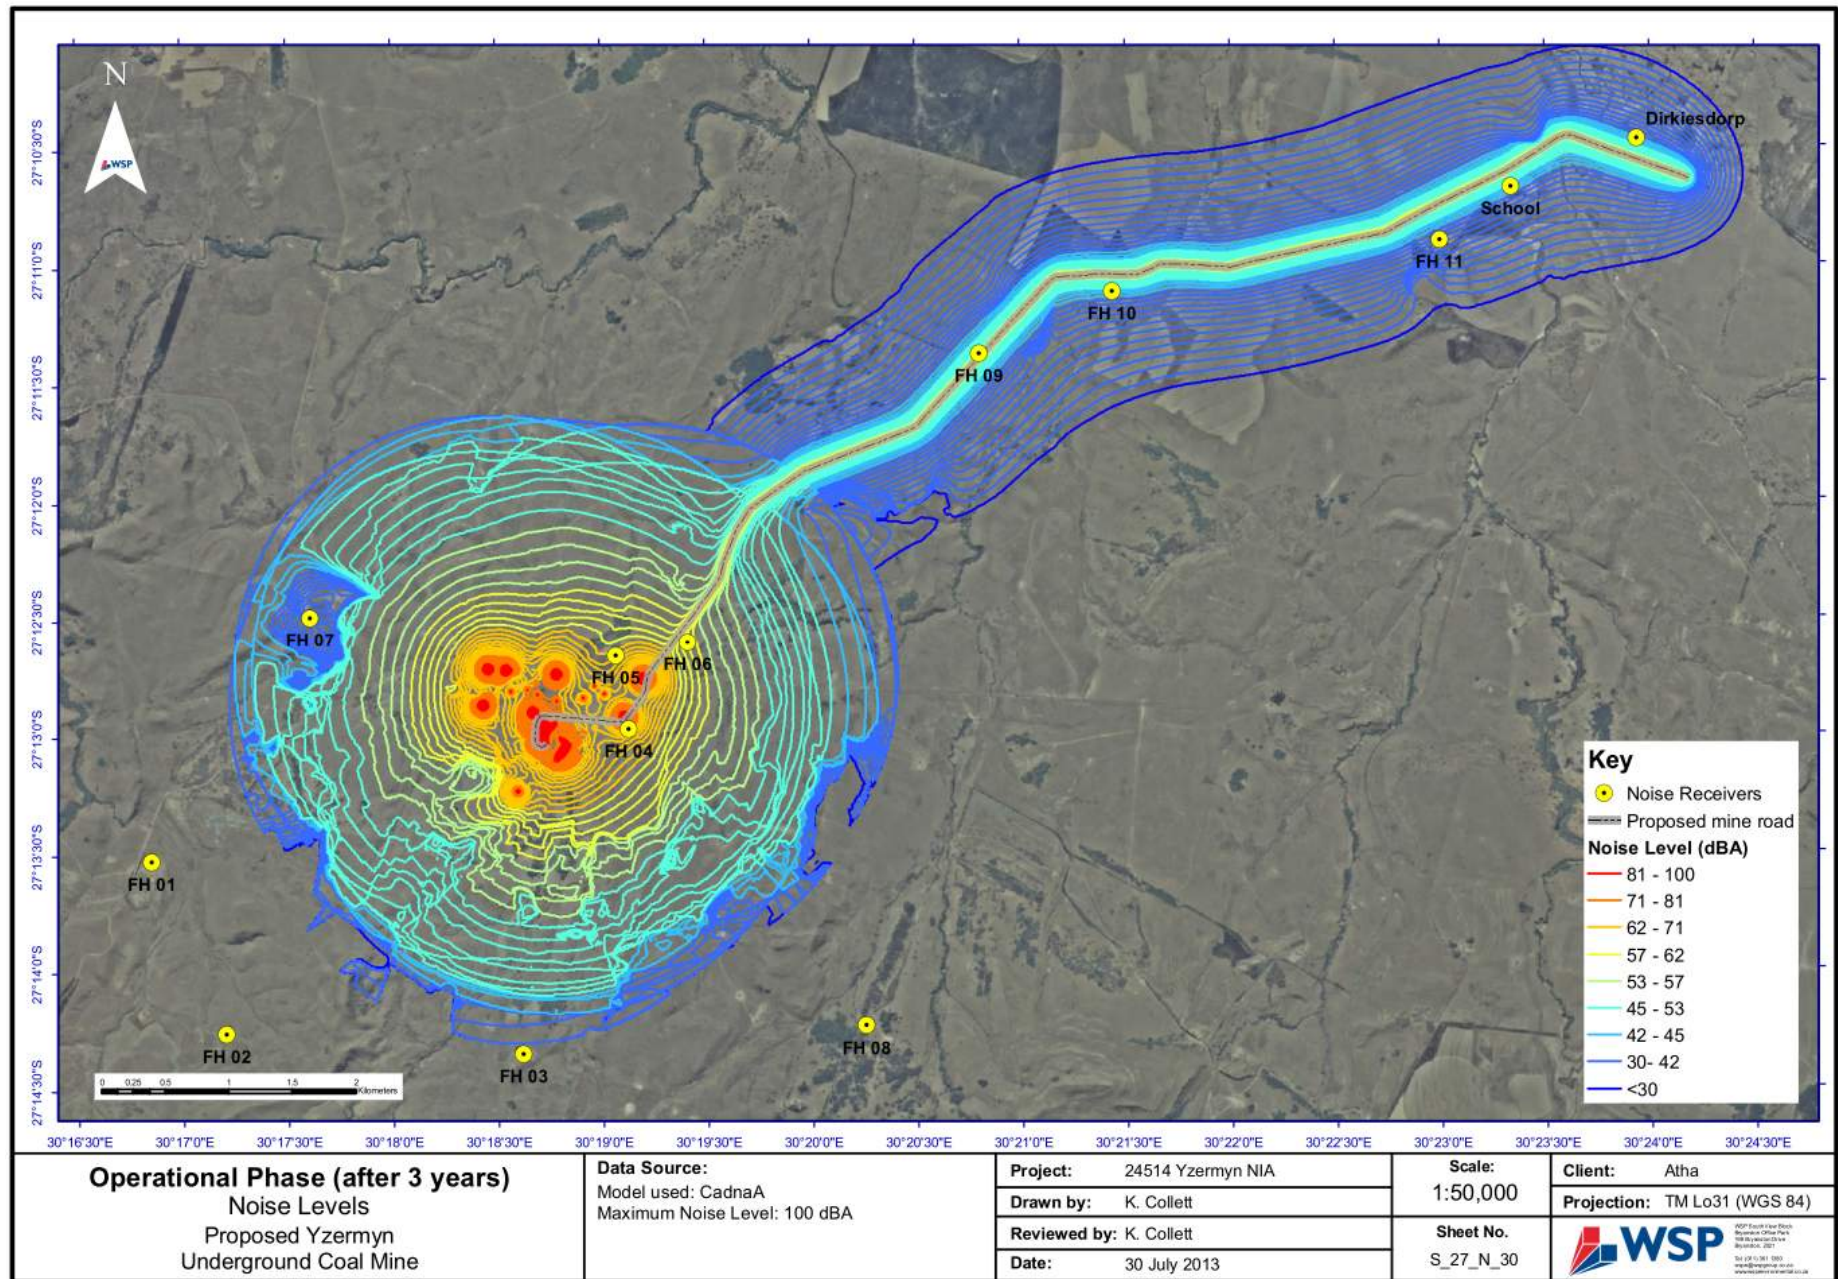 N
WSP
27°10'30"S
27°11'0"S
27°11'30"S
27°12'0"S
27°12'30"S
27°13'0"S
27°13'30"S
27°14'0"S
27°14'30"S
Dirkiesdorp
School
FH 11
FH 10
FH 09
FH 07
FH 06
FH 05
FH 04
FH 01
FH 02
FH 03
FH 08
0 0.25 0.5 1 1.5 2
Kilometers
Key
Noise Receivers
Proposed mine road
Noise Level (dBA)
81 - 100
71 - 81
62 - 71
57 - 62
53 - 57
45 - 53
42 - 45
30- 42
<30
30°16'30"E 30°17'0"E 30°17'30"E 30°18'0"E 30°18'30"E 30°19'0"E 30°19'30"E 30°20'0"E 30°20'30"E 30°21'0"E 30°21'30"E 30°22'0"E 30°22'30"E 30°23'0"E 30°23'30"E 30°24'0"E 30°24'30"E
Operational Phase (after 3 years)
Noise Levels
Proposed Yzermyn
Underground Coal Mine
Data Source:
Model used: CadnaA
Maximum Noise Level: 100 dBA
Project: 24514 Yzermyn NIA
Drawn by: K. Collett
Reviewed by: K. Collett
Date: 30 July 2013
Scale:
1:50,000
Sheet No.
S_27_N_30
Client: Atha
Projection: TM Lo31 (WGS 84)
WSP